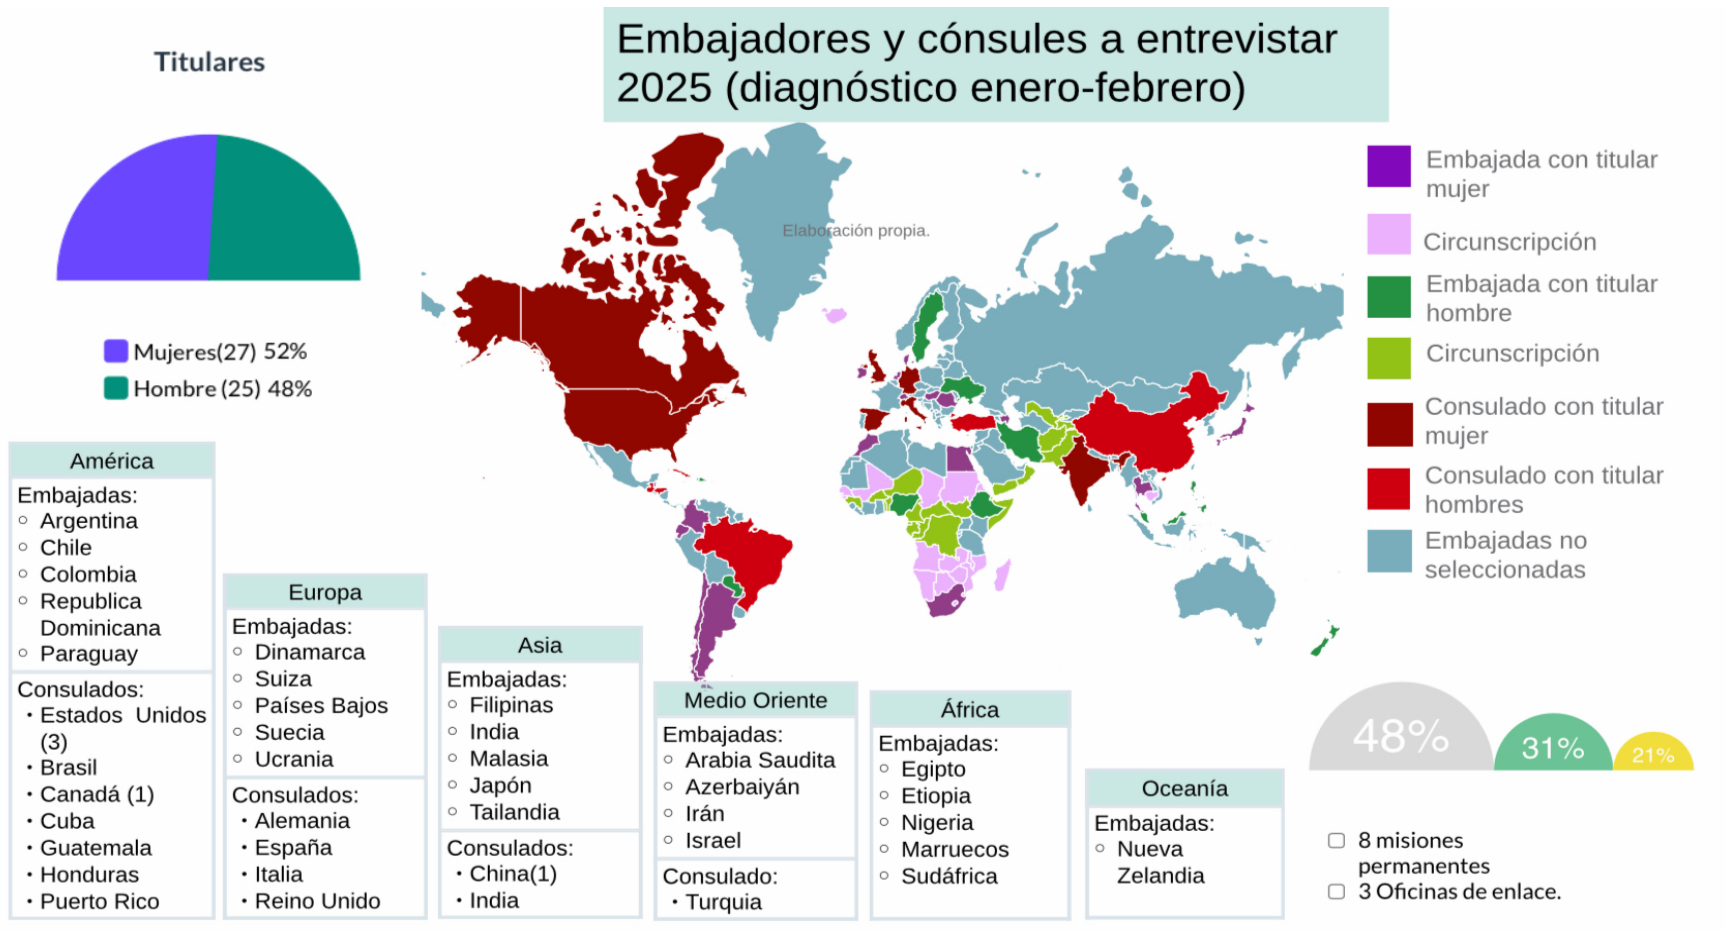 Titulares
Embajadores y cónsules a entrevistar
2025 (diagnóstico enero-febrero)
Mujeres(27) 52%
Hombre (25) 48%
Elaboración propia.
Embajada con titular
mujer
Circunscripción
Embajada con titular
hombre
Circunscripción
Consulado con titular
mujer
Consulado con titular
hombres
Embajadas no
seleccionadas
América
Embajadas:
Argentina
Chile
Colombia
Republica
Dominicana
Paraguay
Consulados:
Estados Unidos
(3)
Brasil
Canadá (1)
Cuba
Guatemala
Honduras
Puerto Rico
Europa
Embajadas:
Dinamarca
Suiza
Países Bajos
Suecia
Ucrania
Consulados:
Alemania
España
Italia
Reino Unido
Asia
Embajadas:
Filipinas
India
Malasia
Japón
Tailandia
Consulados:
China(1)
India
Medio Oriente
Embajadas:
Arabia Saudita
Azerbaiyán
Irán
Israel
Consulado:
Turquia
África
Embajadas:
Egipto
Etiopia
Nigeria
Marruecos
Sudáfrica
Oceanía
Embajadas:
Nueva
Zelandia
48%
31%
21%
8 misiones
permanentes
3 Oficinas de enlace.